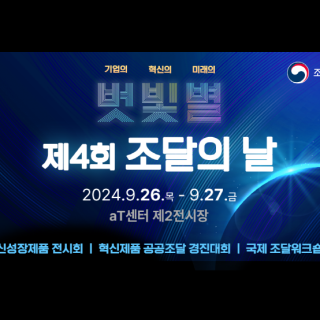 기업의 혁신의 미래의
조
벗 빛 별
제4회 조달의 날
2024.9.26.목 - 9.27.금
aT센터 제2전시장
신성장제품 전시회 | 혁신제품 공공조달 경진대회 | 국제 조달워크숍